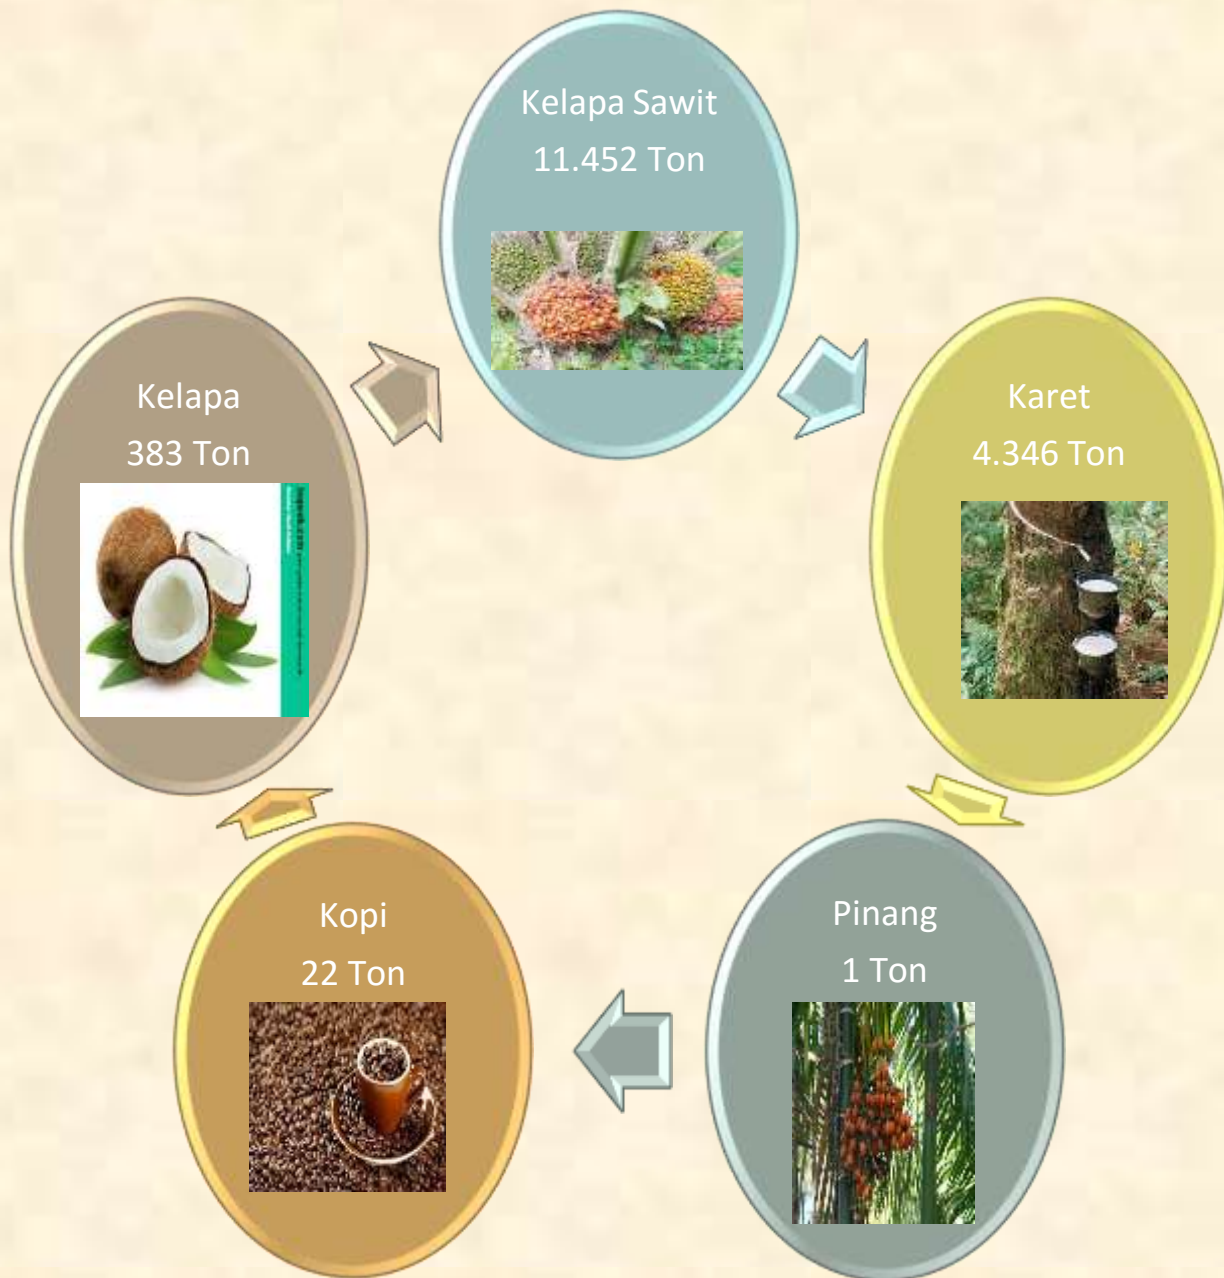 Kelapa Sawit
11.452 Ton
Karet
4.346 Ton
Pinang
1 Ton
Kopi
22 Ton
Kelapa
383 Ton